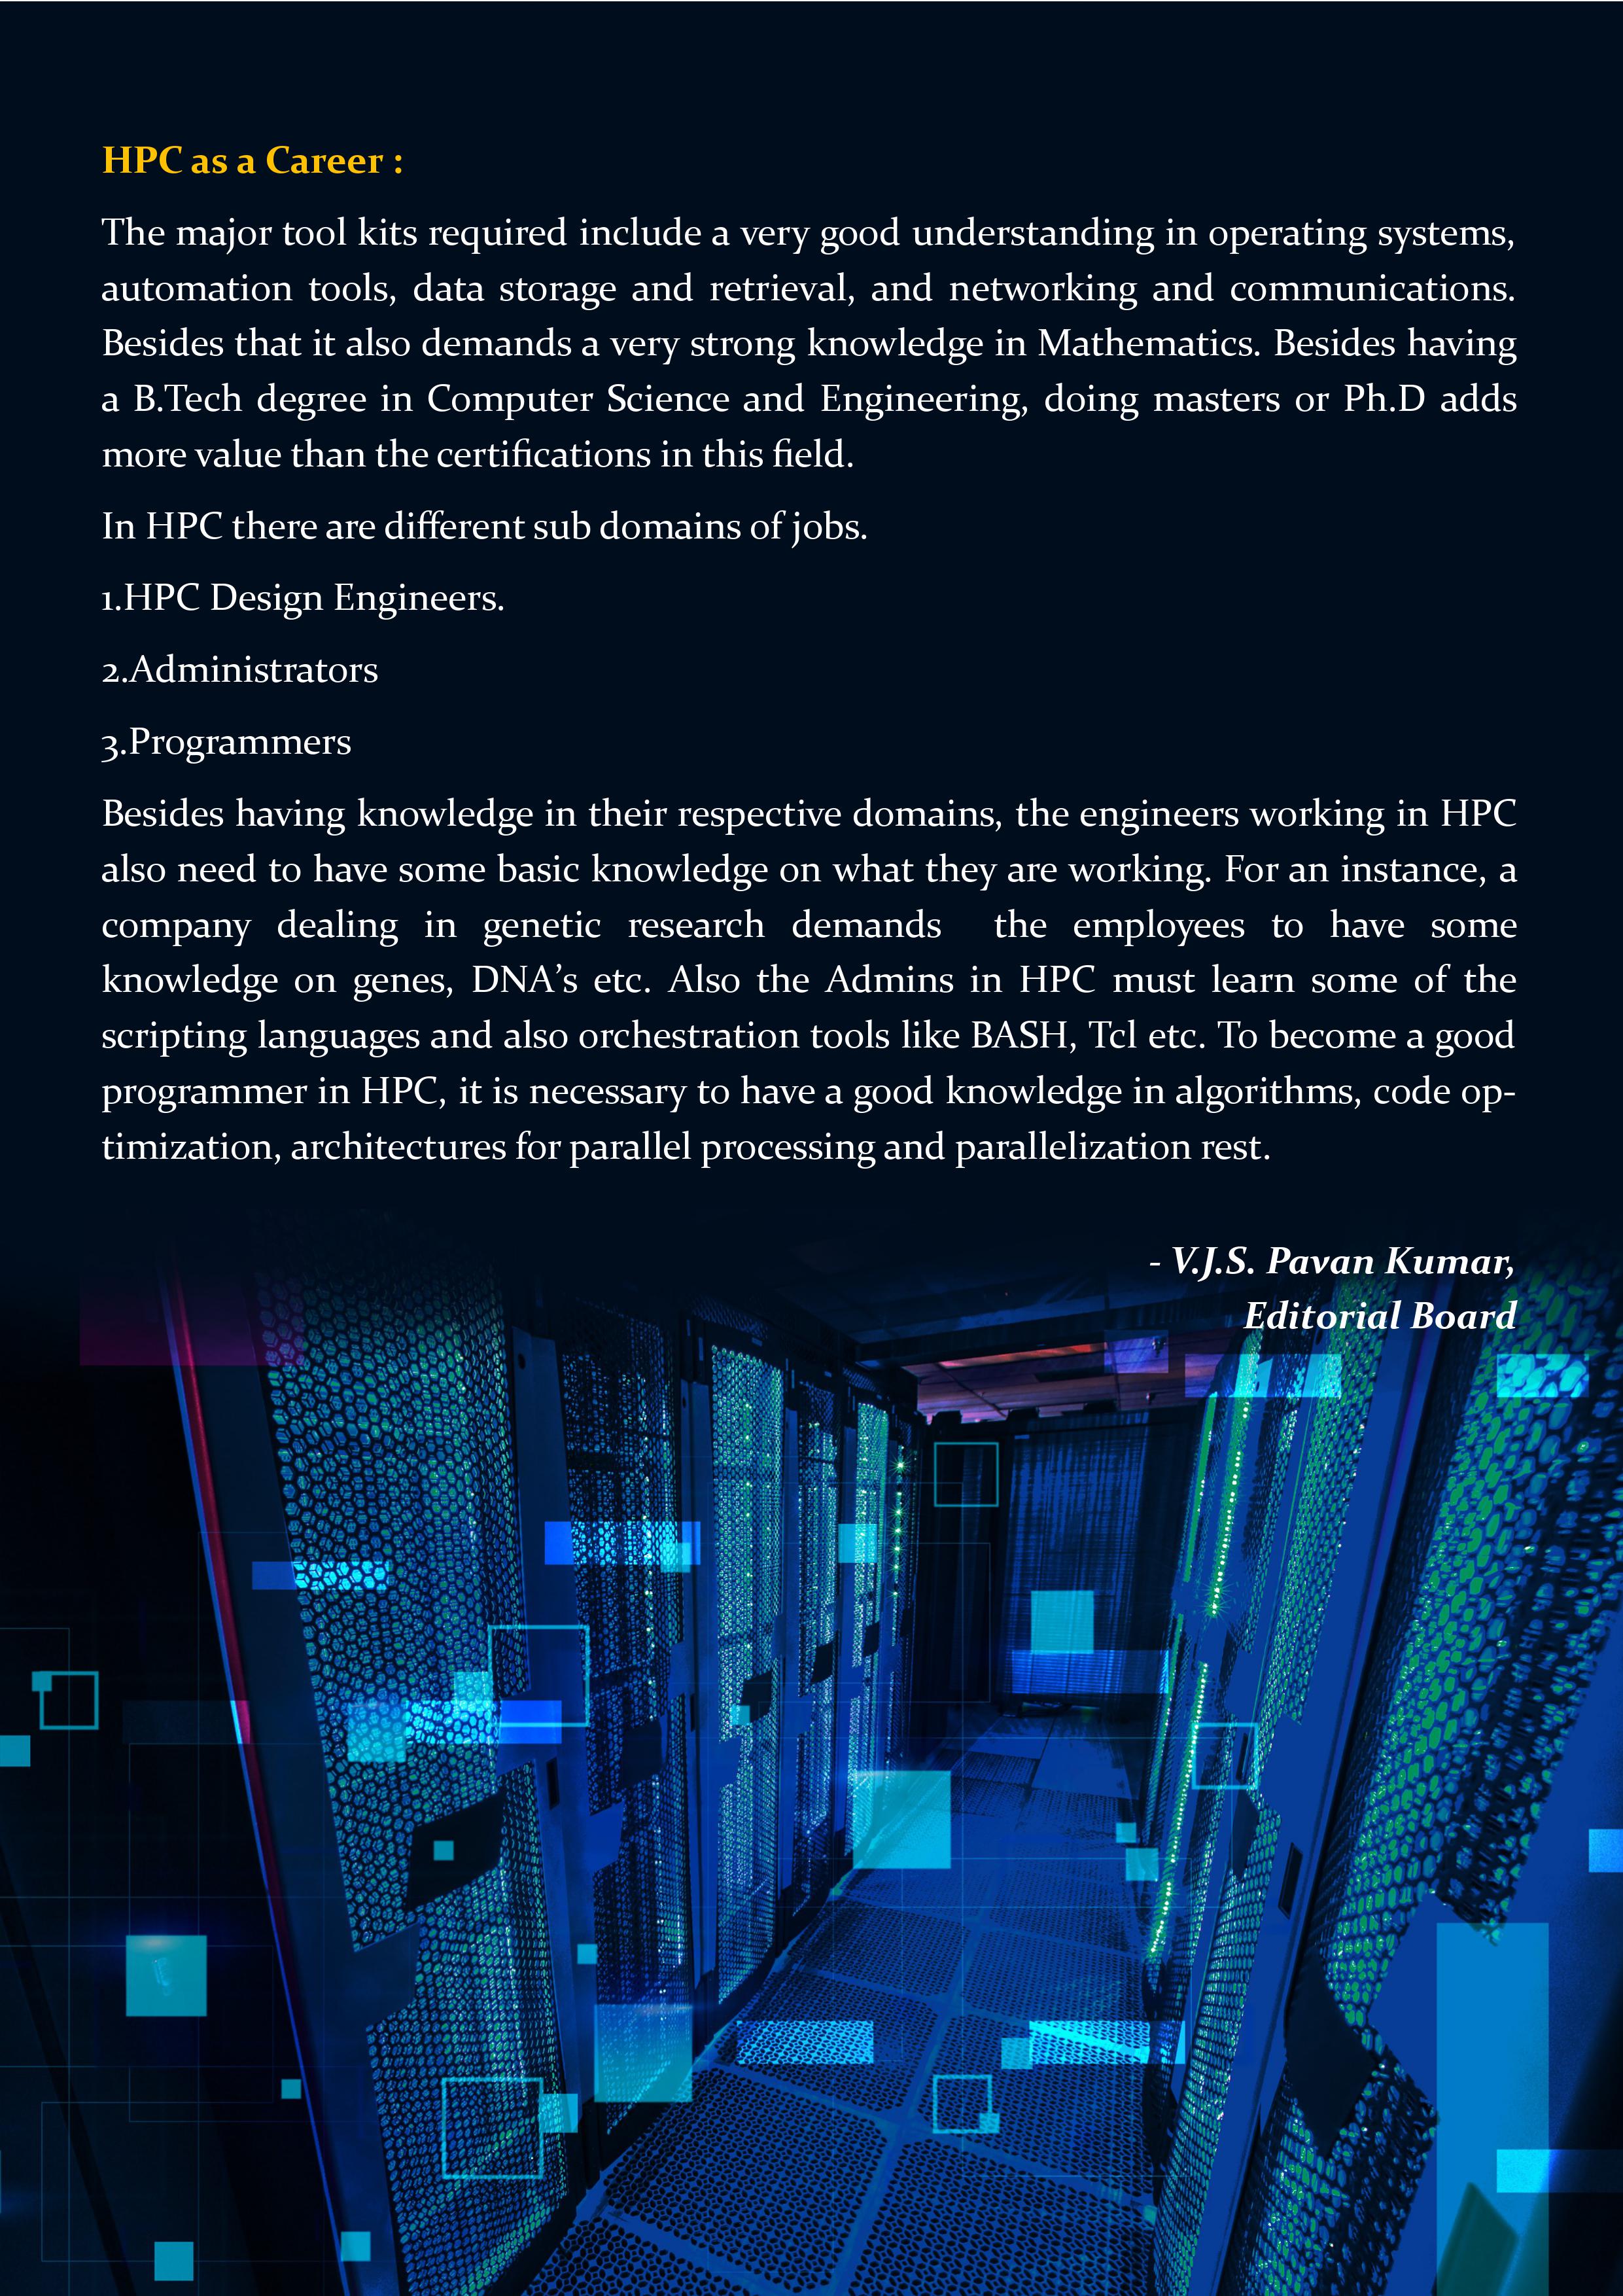 HPC as a Career :
The major tool kits required include a very good understanding in operating systems,
automation tools, data storage and retrieval, and networking and communications.
Besides that it also demands a very strong knowledge in Mathematics. Besides having
a B.Tech degree in Computer Science and Engineering, doing masters or Ph.D adds
more value than the certifications in this field.
In HPC there are different sub domains of jobs.
1.HPC Design Engineers.
2.Administrators
3.Programmers
Besides having knowledge in their respective domains, the engineers working in HPC
also need to have some basic knowledge on what they are working. For an instance, a
company dealing in genetic research demands the employees to have some
knowledge on genes, DNA’s etc. Also the Admins in HPC must learn some of the
scripting languages and also orchestration tools like BASH, Tcl etc. To become a good
programmer in HPC, it is necessary to have a good knowledge in algorithms, code op-
timization, architectures for parallel processing and parallelization rest.
- V.J.S. Pavan Kumar,
Editorial Board